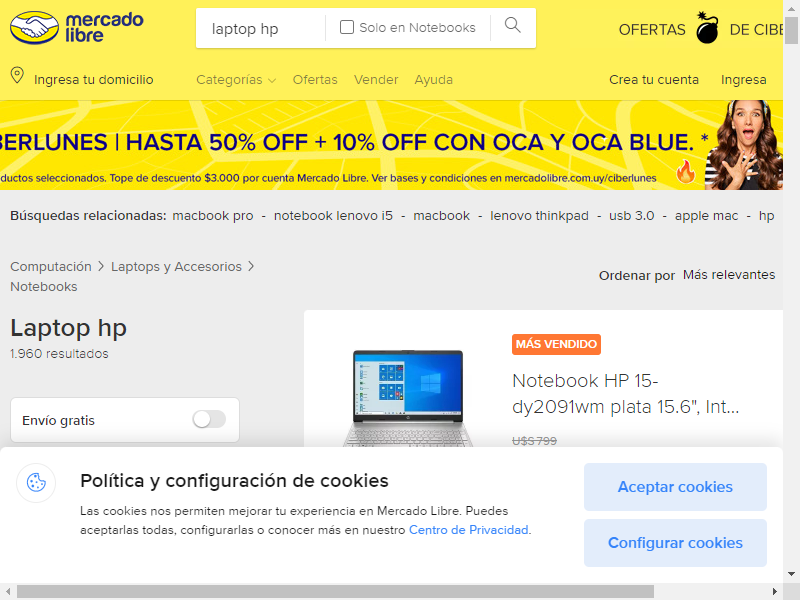 mercado
libre
laptop hp
Solo en Notebooks
OFERTAS
DE CIBE
Ingresa tu domicilio
Categorías
Ofertas
Vender
Ayuda
Crea tu cuenta
Ingresa
BERLUNES | HASTA 50% OFF + 10% OFF CON OCA Y OCA BLUE. *
ductos seleccionados. Tope de descuento $3.000 por cuenta Mercado Libre. Ver bases y condiciones en mercadolibre.com.uy/ciberlunes
Búsquedas relacionadas: macbook pro - notebook lenovo i5 - macbook - lenovo thinkpad - usb 3.0 - apple mac - hp
Computación > Laptops y Accesorios >
Notebooks
Ordenar por Más relevantes
Laptop hp
1.960 resultados
Envío gratis
MÁS VENDIDO
Notebook HP 15-
dy2091wm plata 15.6", Int...
U$S 799
Política y configuración de cookies
Las cookies nos permiten mejorar tu experiencia en Mercado Libre. Puedes
aceptarlas todas, configurarlas o conocer más en nuestro Centro de Privacidad.
Aceptar cookies
Configurar cookies